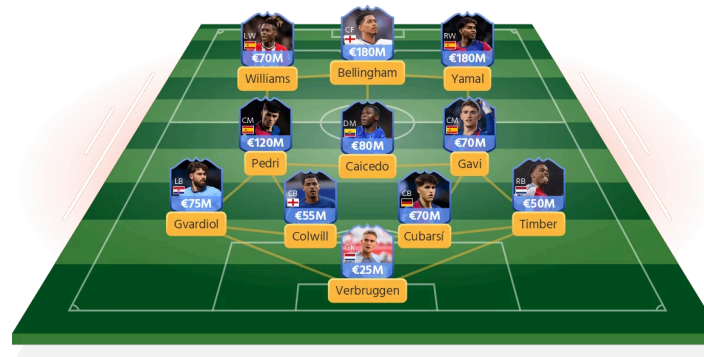 LW
€70M
Williams
CF
€180M
Bellingham
RW
€180M
Yamal
CM
€120M
Pedri
DM
€80M
Caicedo
CM
€70M
Gavi
LB
€75M
Gvardiol
CB
€55M
Colwill
CB
€70M
Cubarsí
RB
€50M
Timber
GK
€25M
Verbruggen